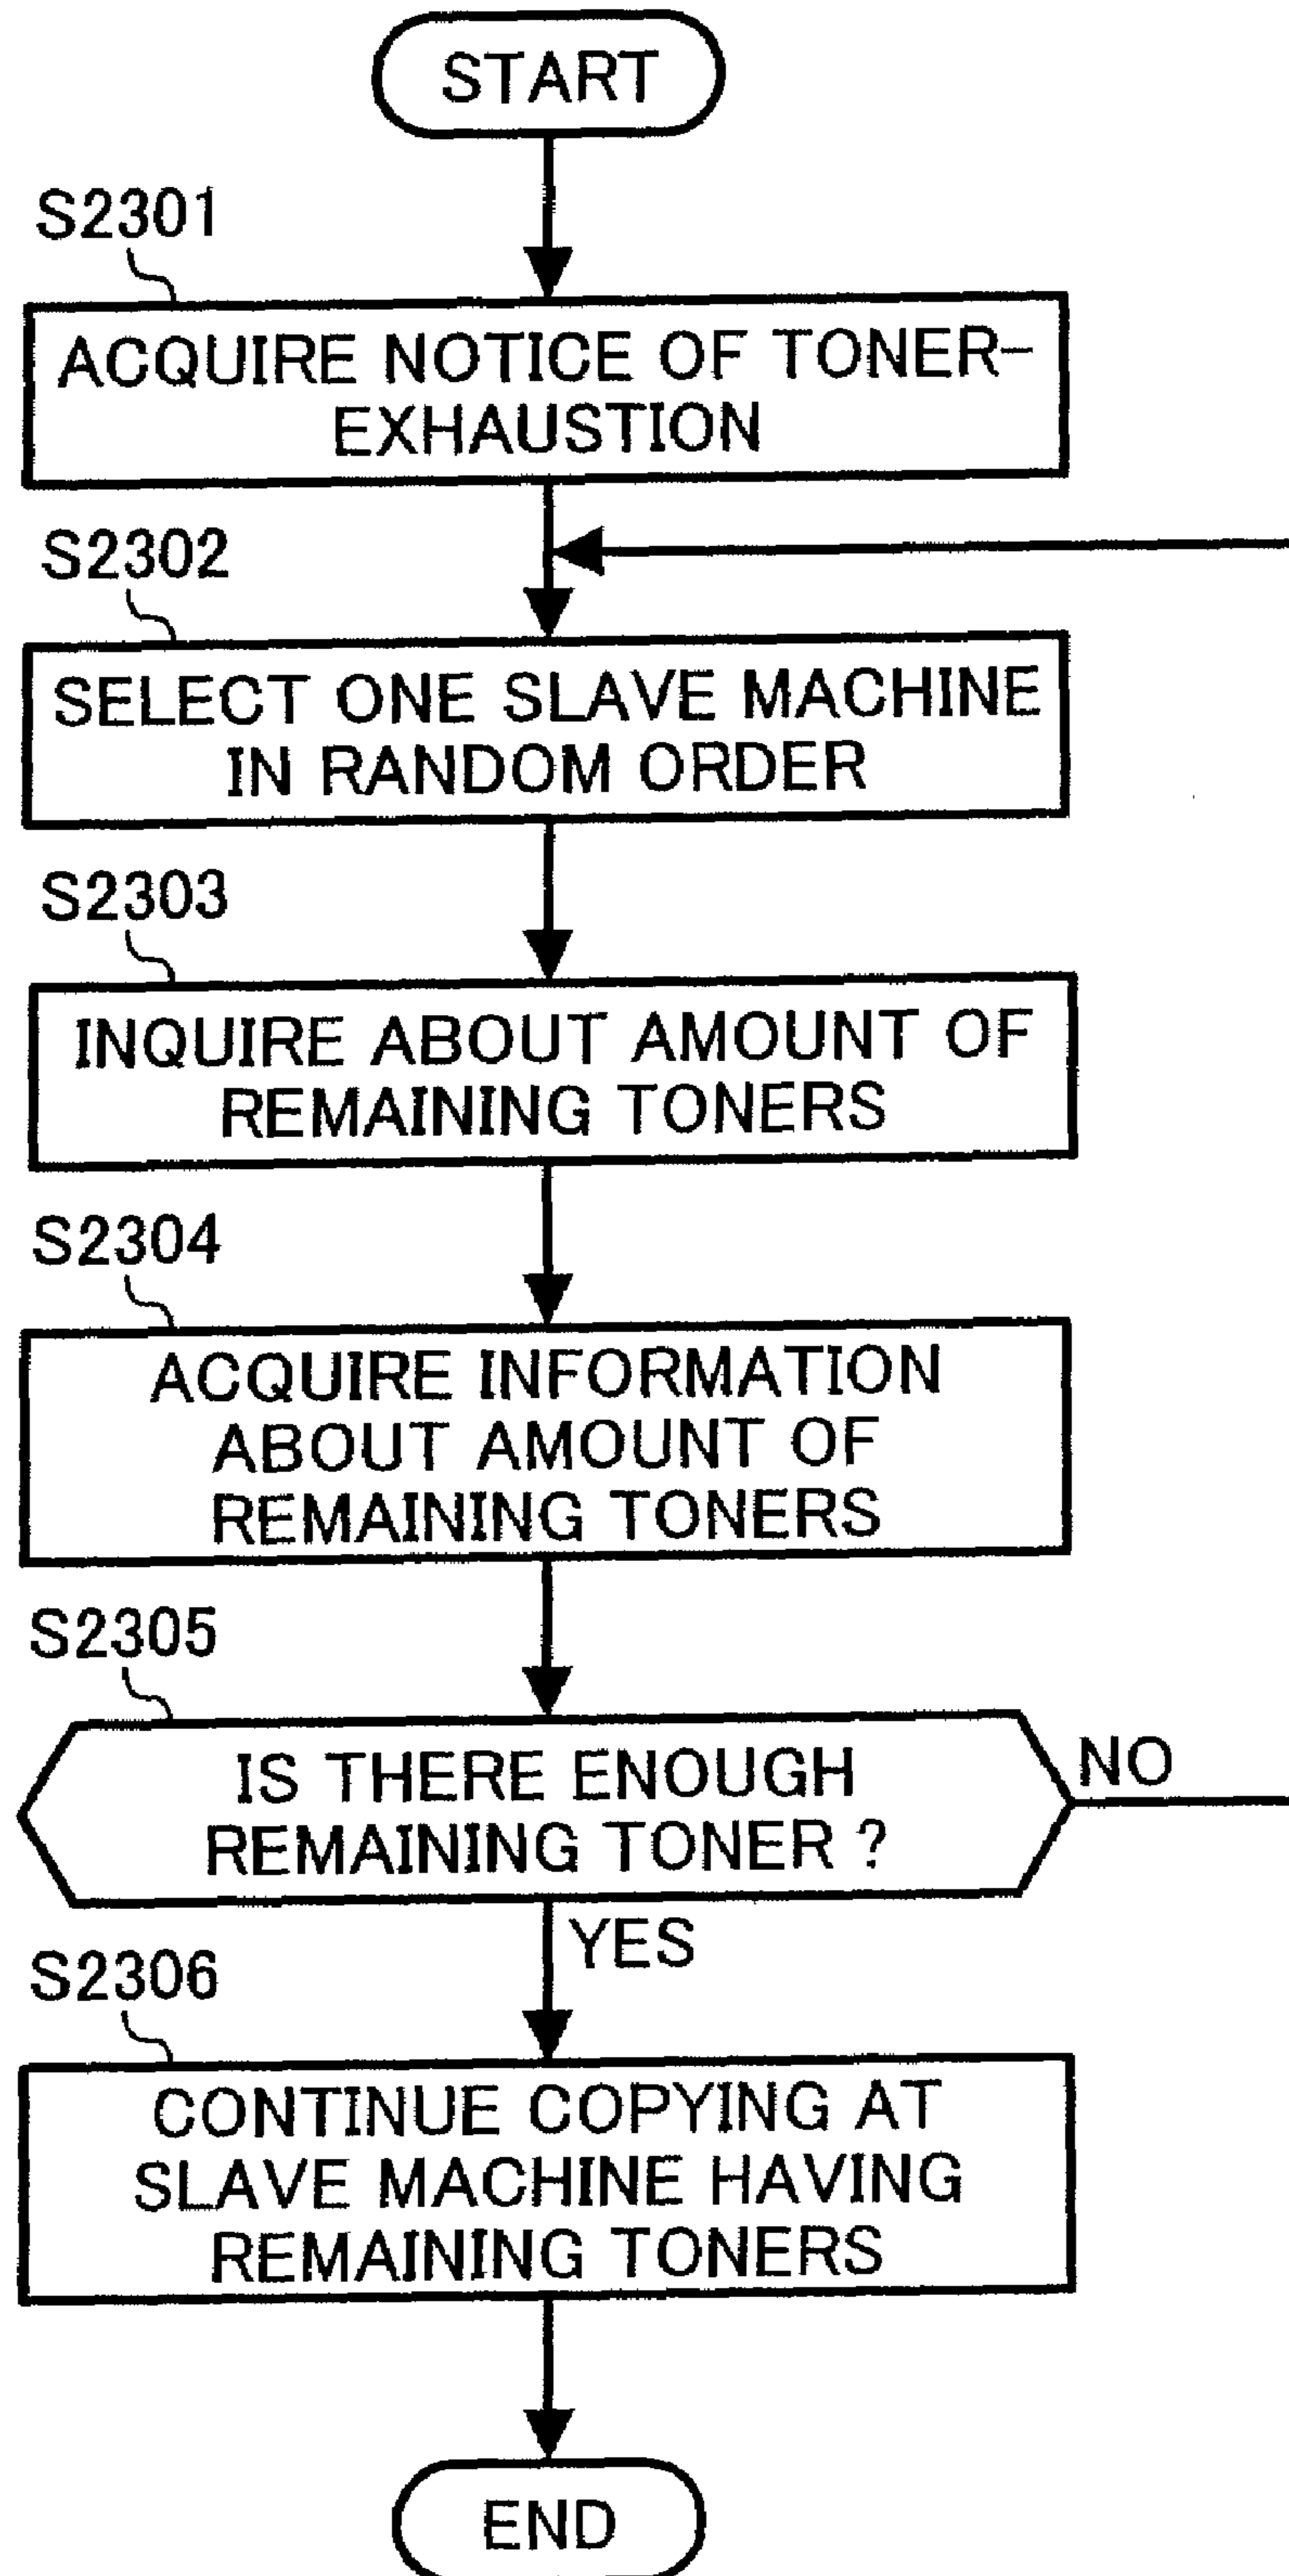 START
S2301
ACQUIRE NOTICE OF TONER-
EXHAUSTION
S2302
SELECT ONE SLAVE MACHINE
IN RANDOM ORDER
S2303
INQUIRE ABOUT AMOUNT OF
REMAINING TONERS
S2304
ACQUIRE INFORMATION
ABOUT AMOUNT OF
REMAINING TONERS
S2305
IS THERE ENOUGH
REMAINING TONER ?
NO
YES
S2306
CONTINUE COPYING AT
SLAVE MACHINE HAVING
REMAINING TONERS
END